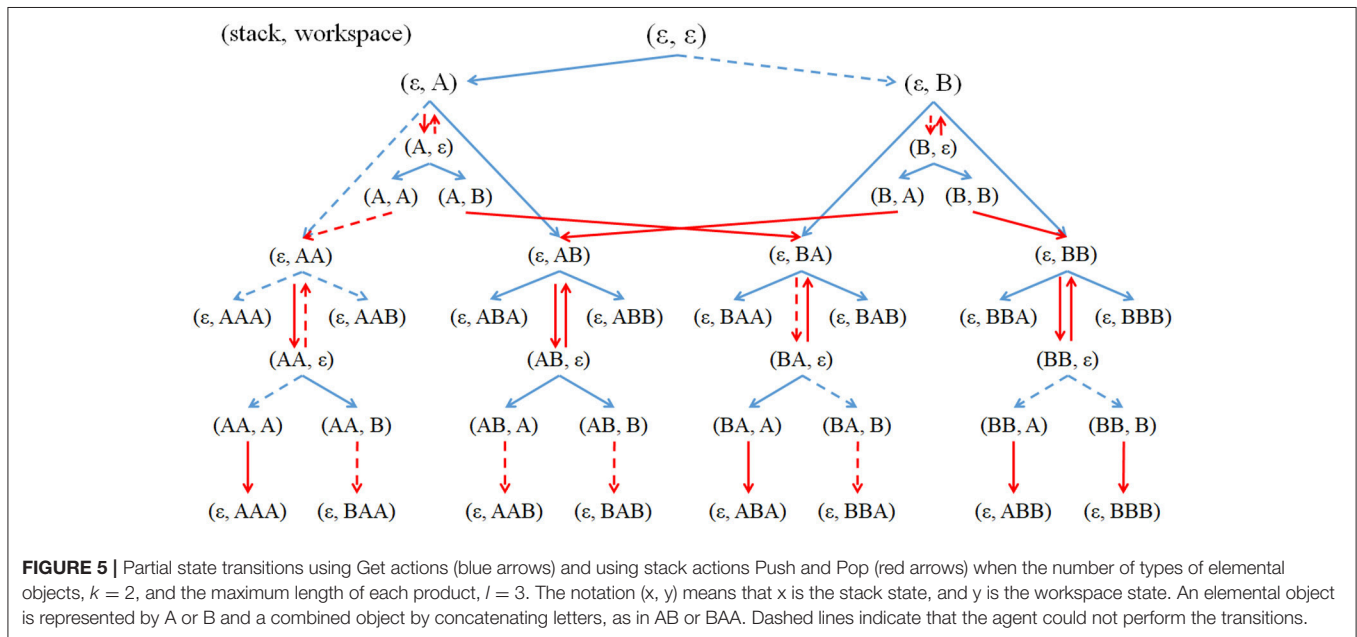 (stack, workspace) (ε, ε)
(ε, A) (ε, B)
(A, ε) (B, ε)
(A, A) (A, B) (B, A) (B, B)
(ε, AA) (ε, AB) (ε, BA) (ε, BB)
(ε, AAA) (ε, AAB) (ε, ABA) (ε, ABB) (ε, BAA) (ε, BAB) (ε, BBA) (ε, BBB)
(AA, ε) (AB, ε) (BA, ε) (BB, ε)
(AA, A) (AA, B) (AB, A) (AB, B) (BA, A) (BA, B) (BB, A) (BB, B)
(ε, AAA) (ε, BAA) (ε, AAB) (ε, BAB) (ε, ABA) (ε, BBA) (ε, ABB) (ε, BBB)
FIGURE 5 | Partial state transitions using Get actions (blue arrows) and using stack actions Push and Pop (red arrows) when the number of types of elemental
objects, k = 2, and the maximum length of each product, l = 3. The notation (x, y) means that x is the stack state, and y is the workspace state. An elemental object
is represented by A or B and a combined object by concatenating letters, as in AB or BAA. Dashed lines indicate that the agent could not perform the transitions.